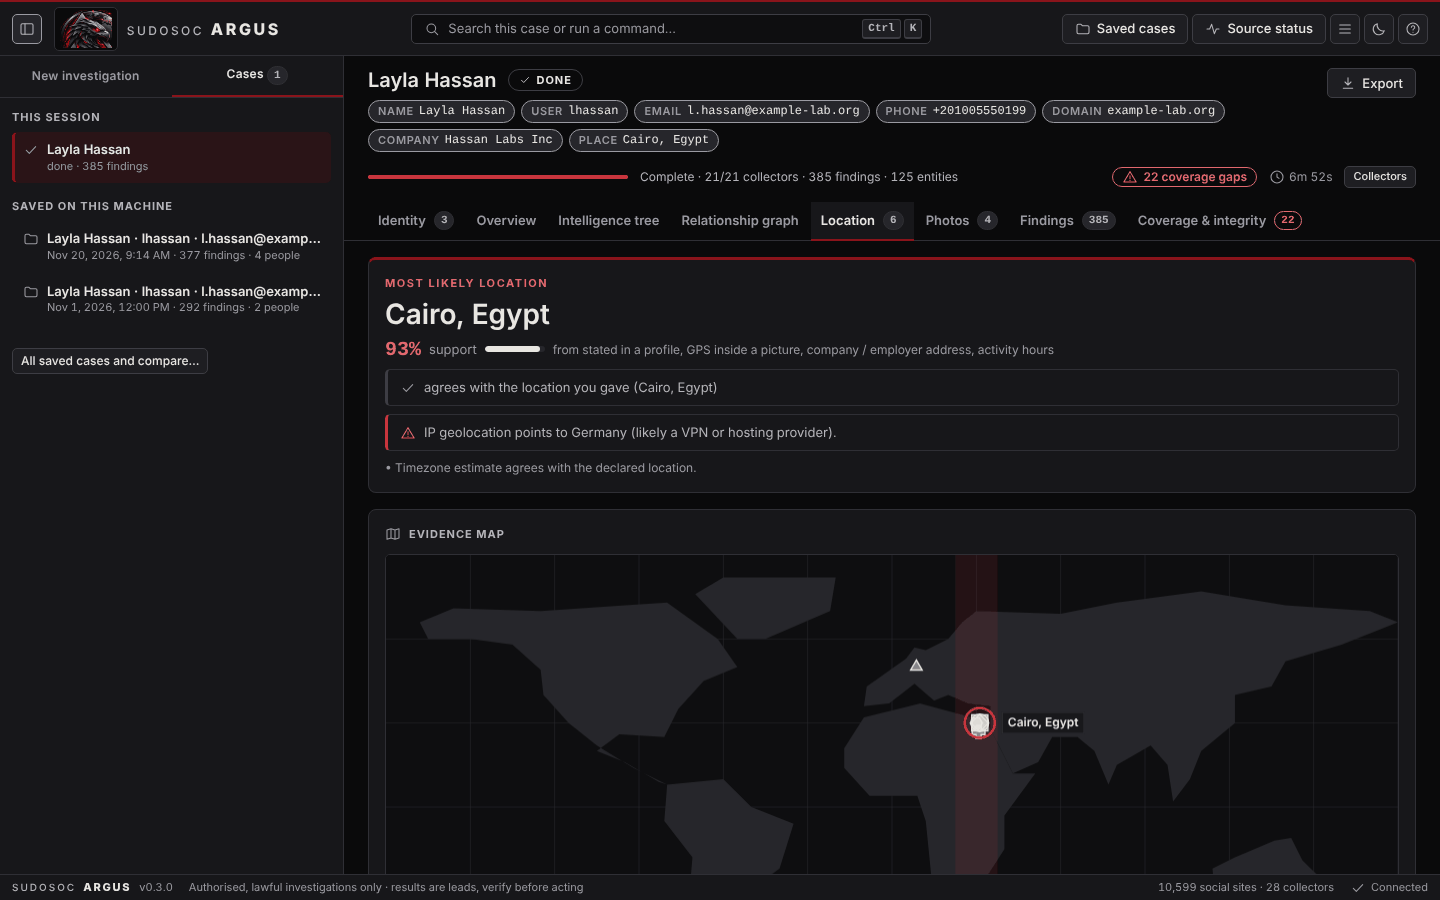 SUDOSOC ARGUS
Search this case or run a command...
Ctrl K
Saved cases
Source status
New investigation
Cases 1
THIS SESSION
Layla Hassan
done · 385 findings
SAVED ON THIS MACHINE
Layla Hassan · lhassan · l.hassan@examp...
Nov 20, 2026, 9:14 AM · 377 findings · 4 people
Layla Hassan · lhassan · l.hassan@examp...
Nov 1, 2026, 12:00 PM · 292 findings · 2 people
All saved cases and compare...
Layla Hassan
DONE
Export
NAME Layla Hassan
USER lhassan
EMAIL l.hassan@example-lab.org
PHONE +201005550199
DOMAIN example-lab.org
COMPANY Hassan Labs Inc
PLACE Cairo, Egypt
Complete · 21/21 collectors · 385 findings · 125 entities
22 coverage gaps
6m 52s
Collectors
Identity 3
Overview
Intelligence tree
Relationship graph
Location 6
Photos 4
Findings 385
Coverage & integrity 22
MOST LIKELY LOCATION
Cairo, Egypt
93% support from stated in a profile, GPS inside a picture, company / employer address, activity hours
agrees with the location you gave (Cairo, Egypt)
IP geolocation points to Germany (likely a VPN or hosting provider).
• Timezone estimate agrees with the declared location.
EVIDENCE MAP
Cairo, Egypt
SUDOSOC ARGUS v0.3.0
Authorised, lawful investigations only · results are leads, verify before acting
10,599 social sites · 28 collectors
Connected